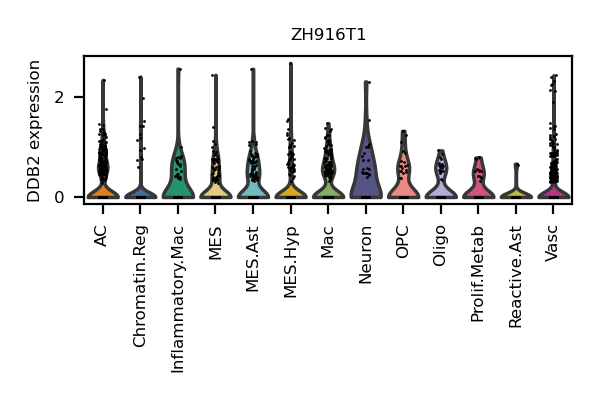 ZH916T1
DDB2 expression
2
0
AC
Chromatin.Reg
Inflammatory.Mac
MES
MES.Ast
MES.Hyp
Mac
Neuron
OPC
Oligo
Prolif.Metab
Reactive.Ast
Vasc